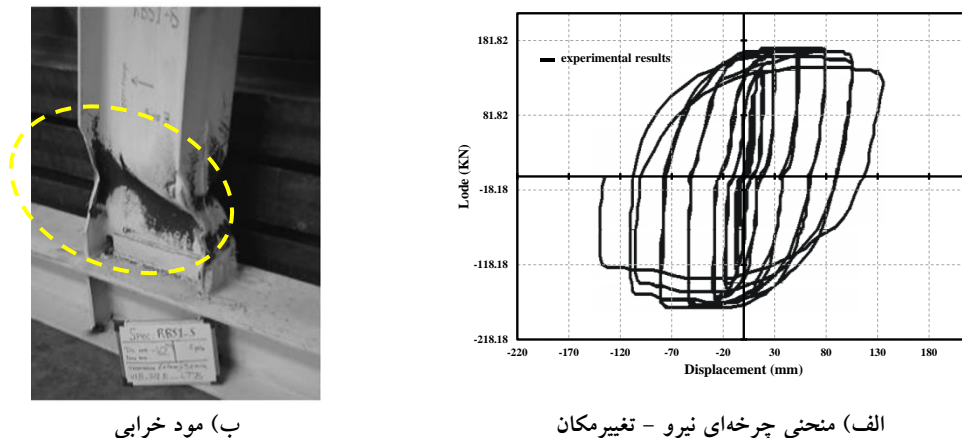 RBS1-S
181.82
experimental results
81.82
-18.18
-118.18
-218.18
Lode (KN)
-220 -170 -120 -70 -20 30 80 130 180
Displacement (mm)
Spec. RBS1-S
الف) منحنی چرخه‌ای نیرو - تغییرمکان
ب) مود خرابی